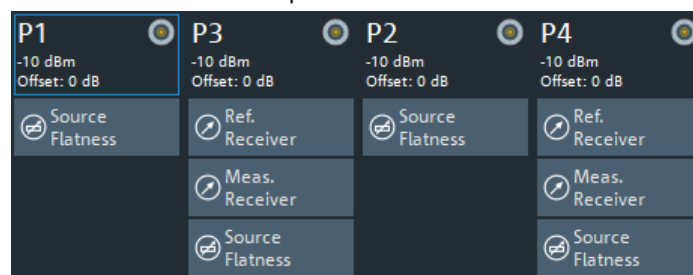 P1
-10 dBm
Offset: 0 dB
Source
Flatness
P3
-10 dBm
Offset: 0 dB
Ref.
Receiver
Meas.
Receiver
Source
Flatness
P2
-10 dBm
Offset: 0 dB
Source
Flatness
P4
-10 dBm
Offset: 0 dB
Ref.
Receiver
Meas.
Receiver
Source
Flatness